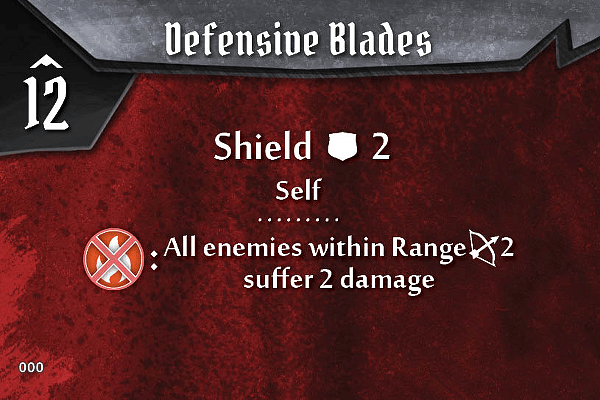 Defensive Blades
12
Shield 2
Self
.........
: All enemies within Range 2
suffer 2 damage
000